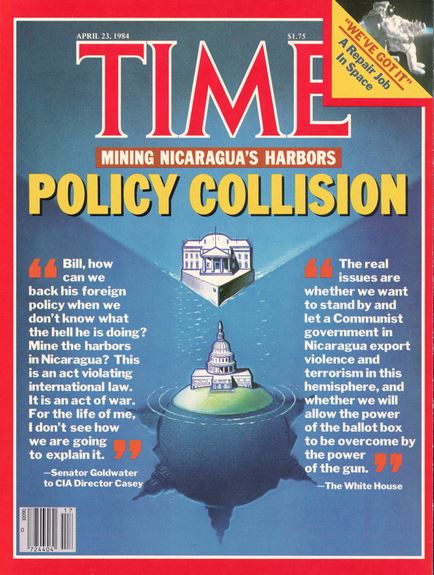 APRIL 23, 1984
$1.75
TIME
"WE'VE GOT IT"
A Repair Job
In Space
MINING NICARAGUA'S HARBORS
POLICY COLLISION
“ Bill, how
can we
back his foreign
policy when we
don't know what
the hell he is doing?
Mine the harbors
in Nicaragua? This
is an act violating
international law.
It is an act of war.
For the life of me,
I don't see how
we are going
to explain it. ”
—Senator Goldwater
to CIA Director Casey
“ The real
issues are
whether we want
to stand by and
let a Communist
government in
Nicaragua export
violence and
terrorism in this
hemisphere, and
whether we will
allow the power
of the ballot box
to be overcome by
the power
of the gun. ”
—The White House
17
0
724404